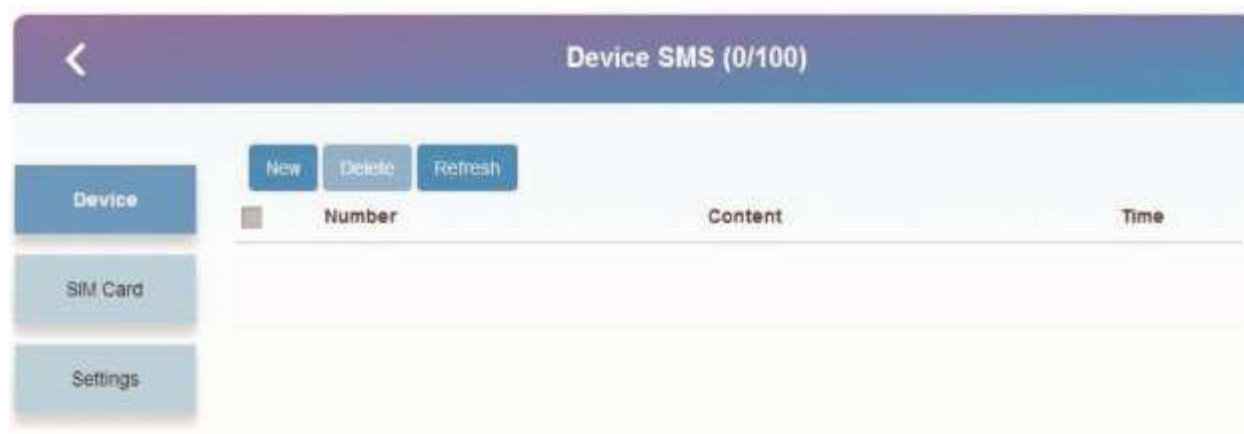 Device SMS (0/100)
New Delete Refresh
Device
Number Content Time
SIM Card
Settings